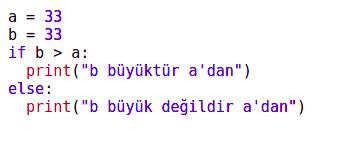 a = 33
b = 33
if b > a:
  print("b büyüktür a'dan")
else:
  print("b büyük değildir a'dan")